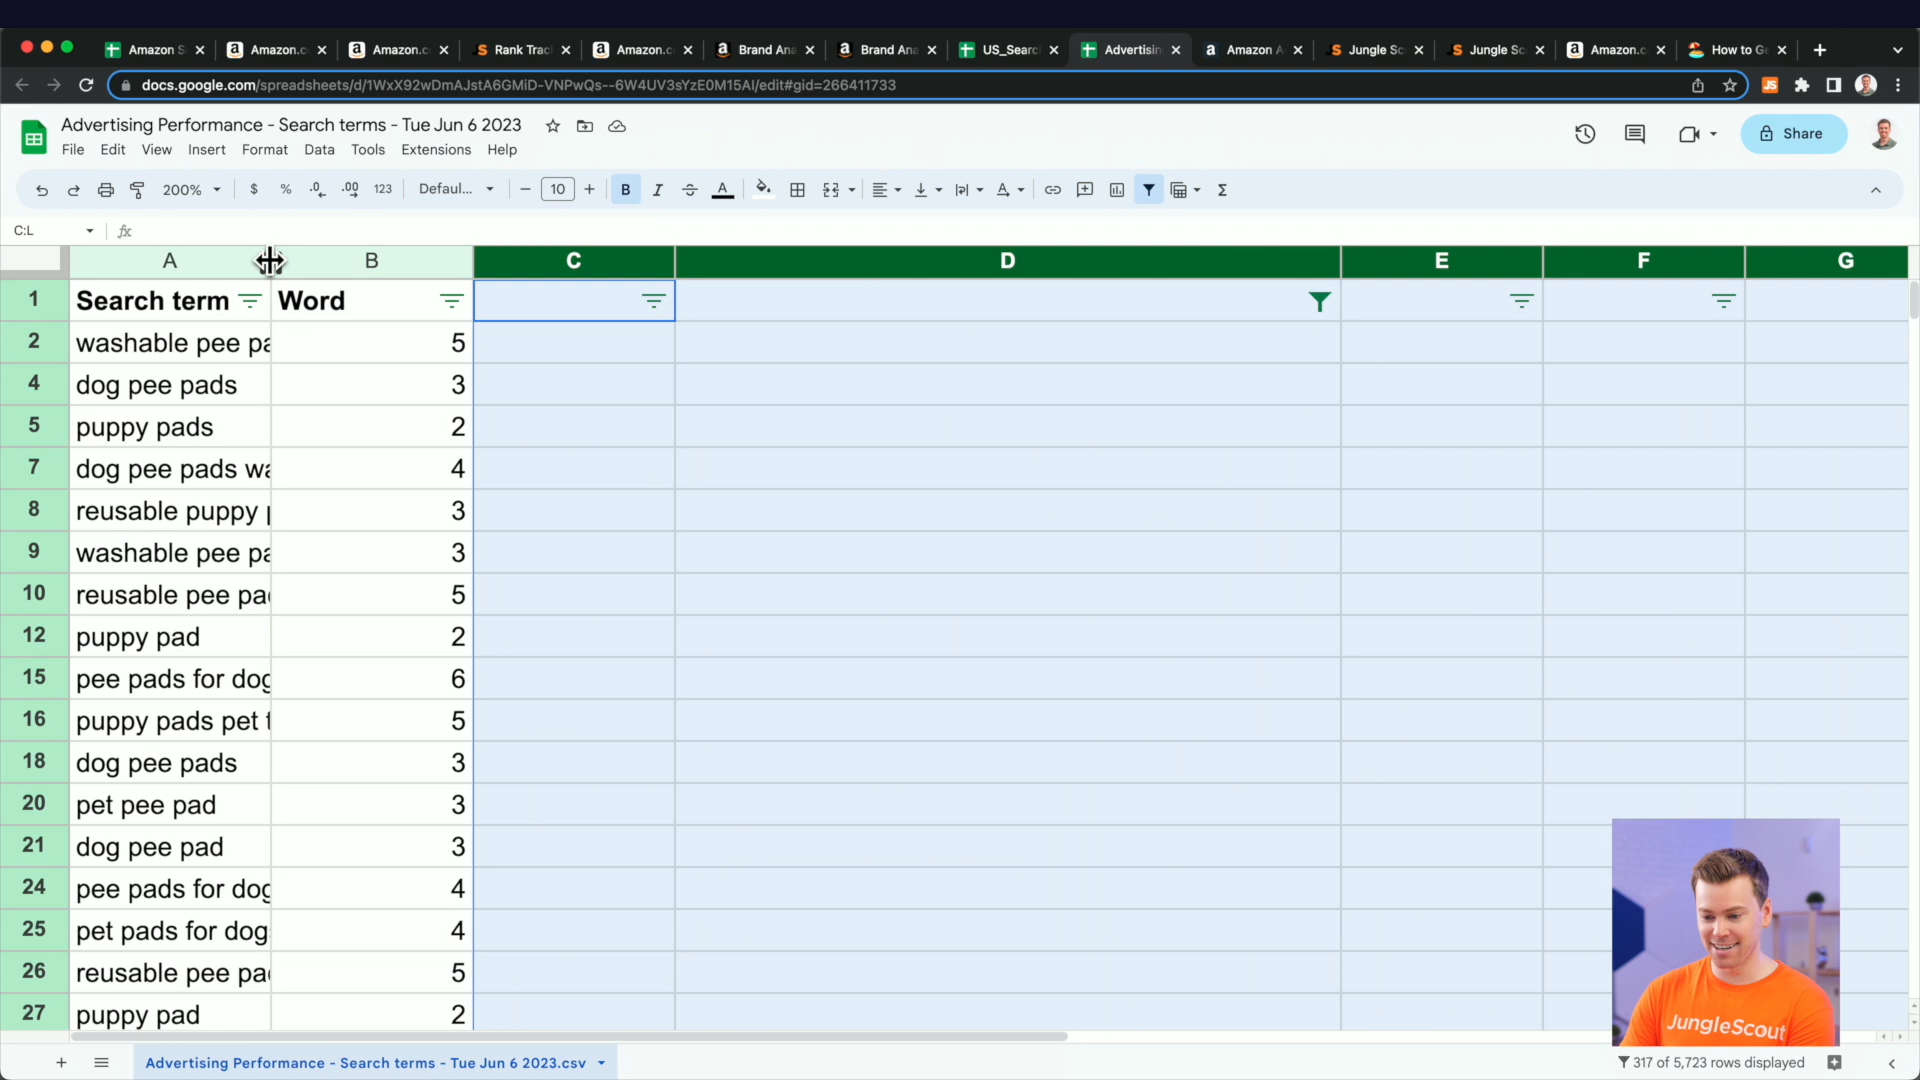 Amazon S
Amazon.c
Amazon.c
Rank Trac
Amazon.c
Brand Ana
Brand Ana
US_Searc
Advertisin
Amazon A
Jungle Sc
Jungle Sc
Amazon.c
How to Ge
docs.google.com/spreadsheets/d/1WxX92wDmAJstA6GMiD-VNPwQs--6W4UV3sYzE0M15AI/edit#gid=266411733
JS
Advertising Performance - Search terms - Tue Jun 6 2023
File Edit View Insert Format Data Tools Extensions Help
Share
200% $ % .0 .00 123 Defaul... − 10 + B I S A Σ
C:L fx
A B C D E F G
1 Search term Word
2 washable pee pa 5
4 dog pee pads 3
5 puppy pads 2
7 dog pee pads wa 4
8 reusable puppy p 3
9 washable pee pa 3
10 reusable pee pa 5
12 puppy pad 2
15 pee pads for dog 6
16 puppy pads pet t 5
18 dog pee pads 3
20 pet pee pad 3
21 dog pee pad 3
24 pee pads for dog 4
25 pet pads for dog 4
26 reusable pee pa 5
27 puppy pad 2
JungleScout
Advertising Performance - Search terms - Tue Jun 6 2023.csv
317 of 5,723 rows displayed